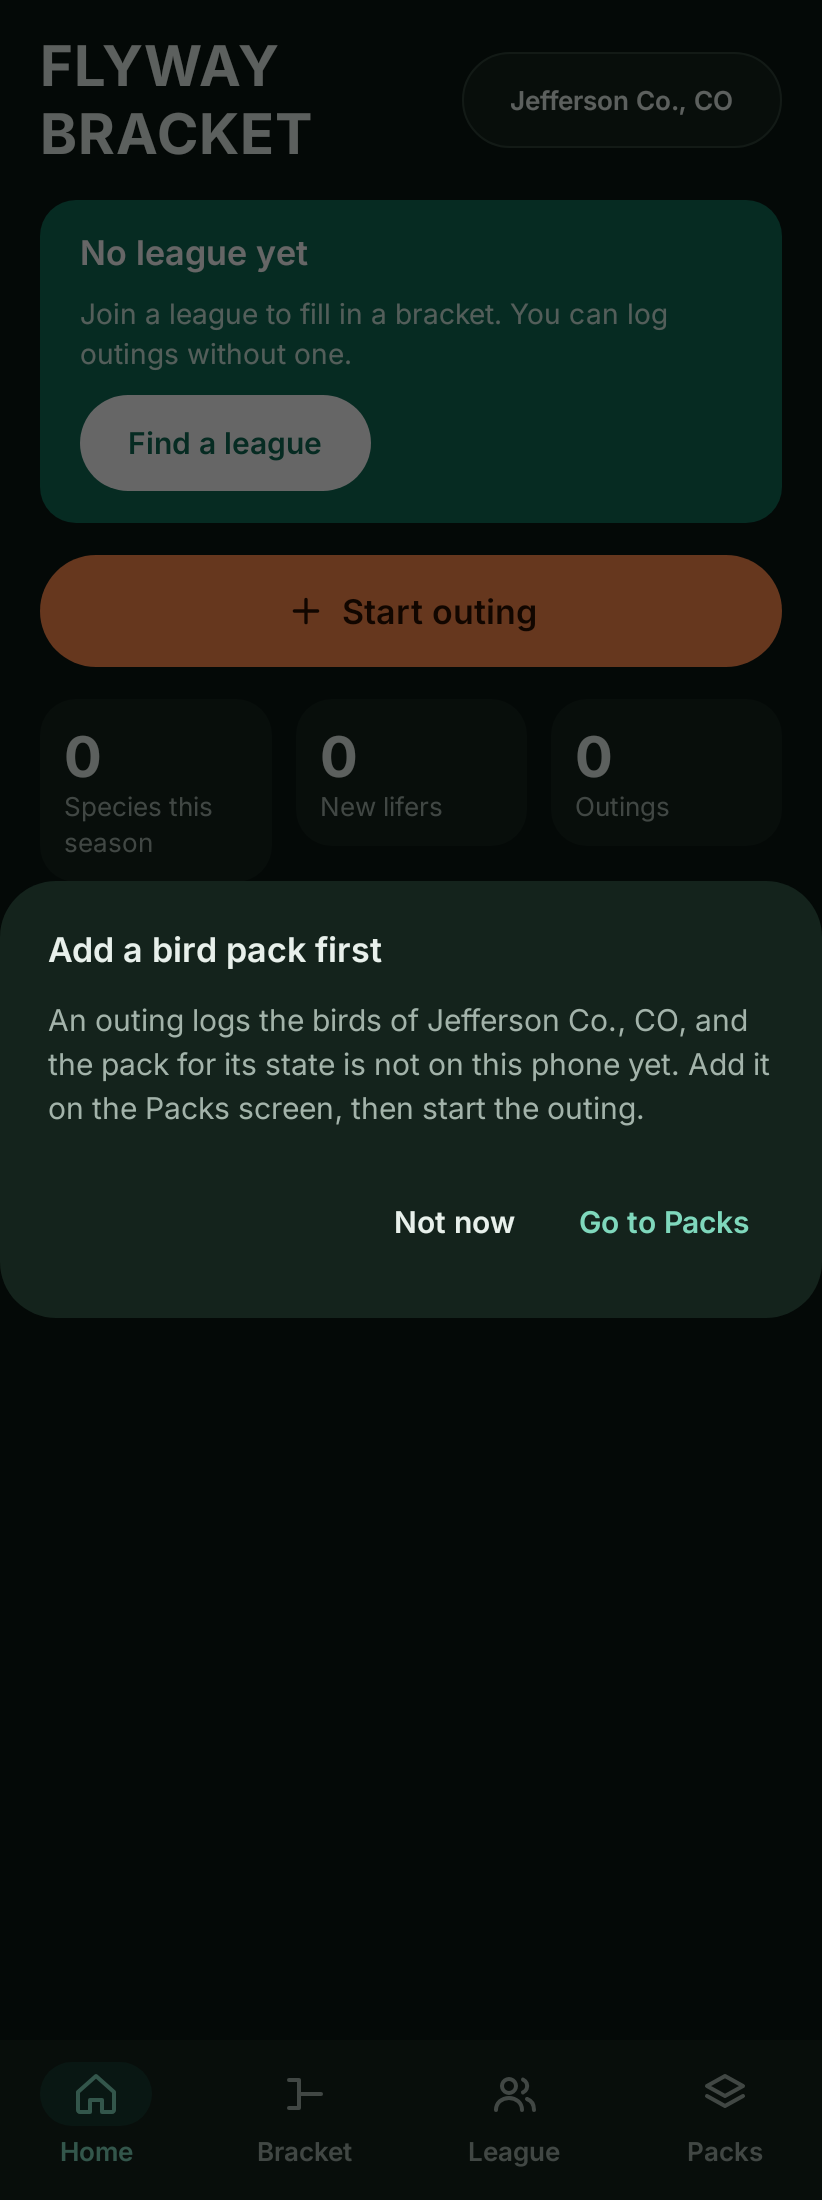 FLYWAY
BRACKET
Jefferson Co., CO
No league yet
Join a league to fill in a bracket. You can log
outings without one.
Find a league
Start outing
0
Species this
season
0
New lifers
0
Outings
Add a bird pack first
An outing logs the birds of Jefferson Co., CO, and
the pack for its state is not on this phone yet. Add it
on the Packs screen, then start the outing.
Not now
Go to Packs
Home
Bracket
League
Packs